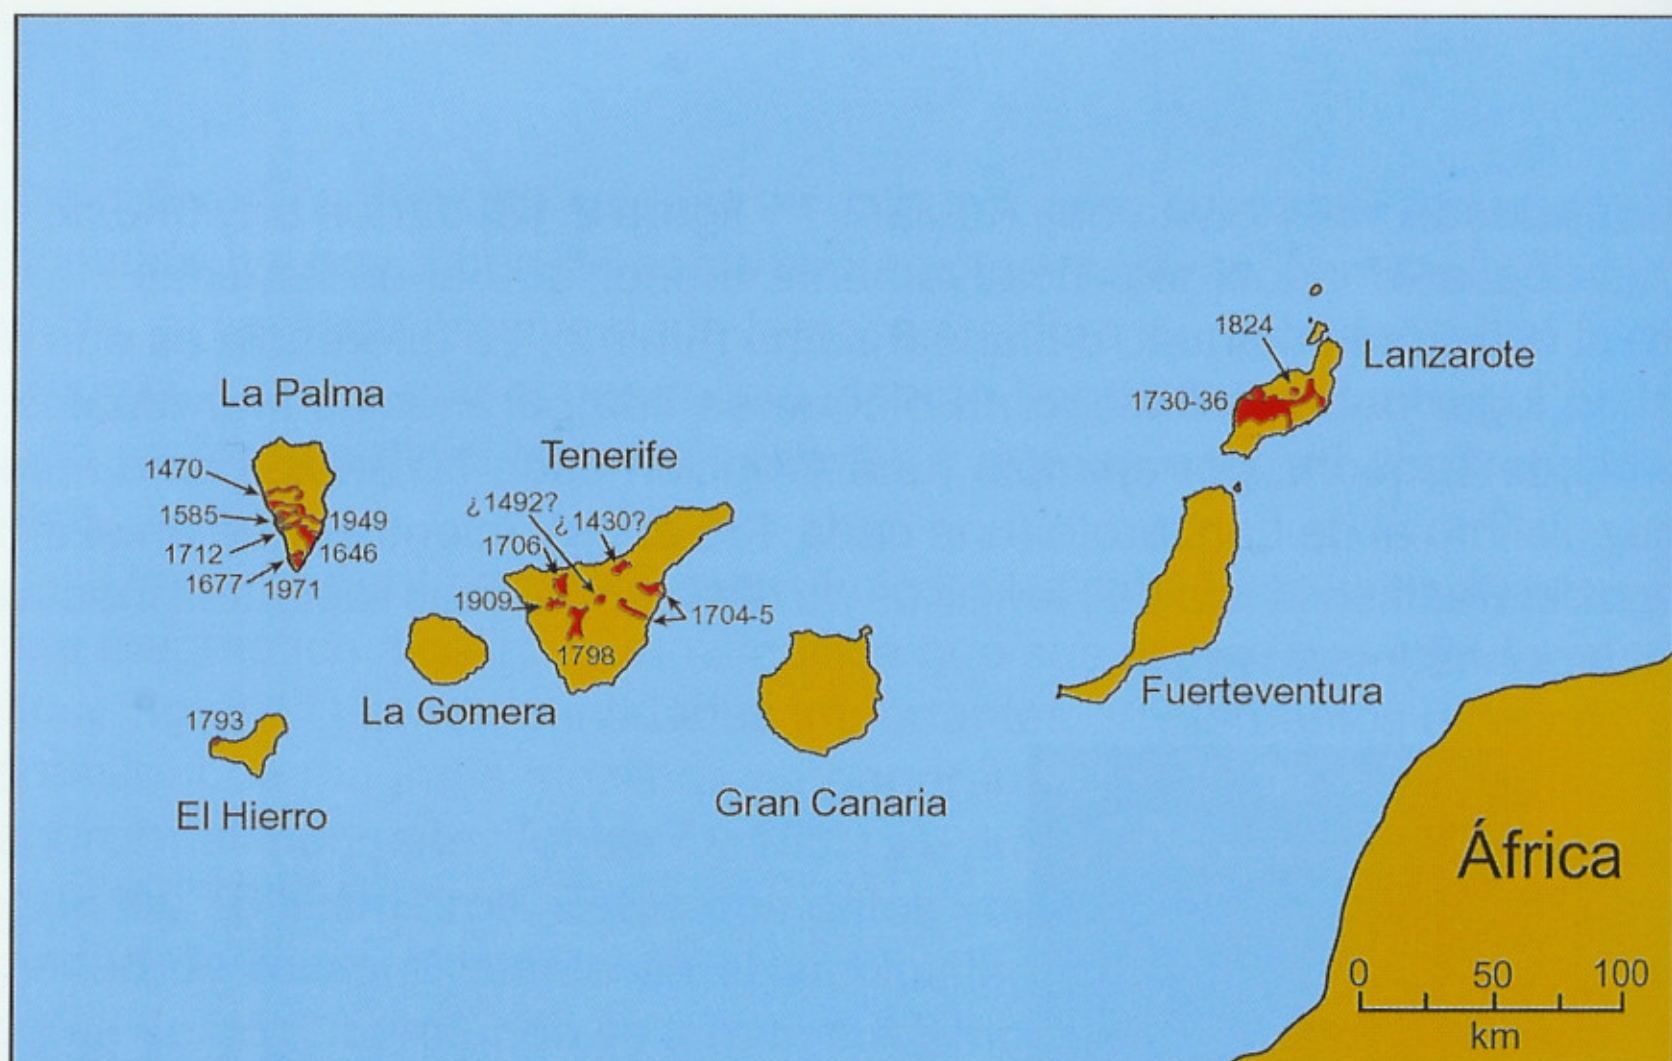 1824
Lanzarote
1730-36
La Palma
Tenerife
1470
¿1492?
1585
1949
¿1430?
1712
1646
1706
1677
1971
1909
1704-5
1798
La Gomera
Fuerteventura
1793
El Hierro
Gran Canaria
África
0 50 100
km